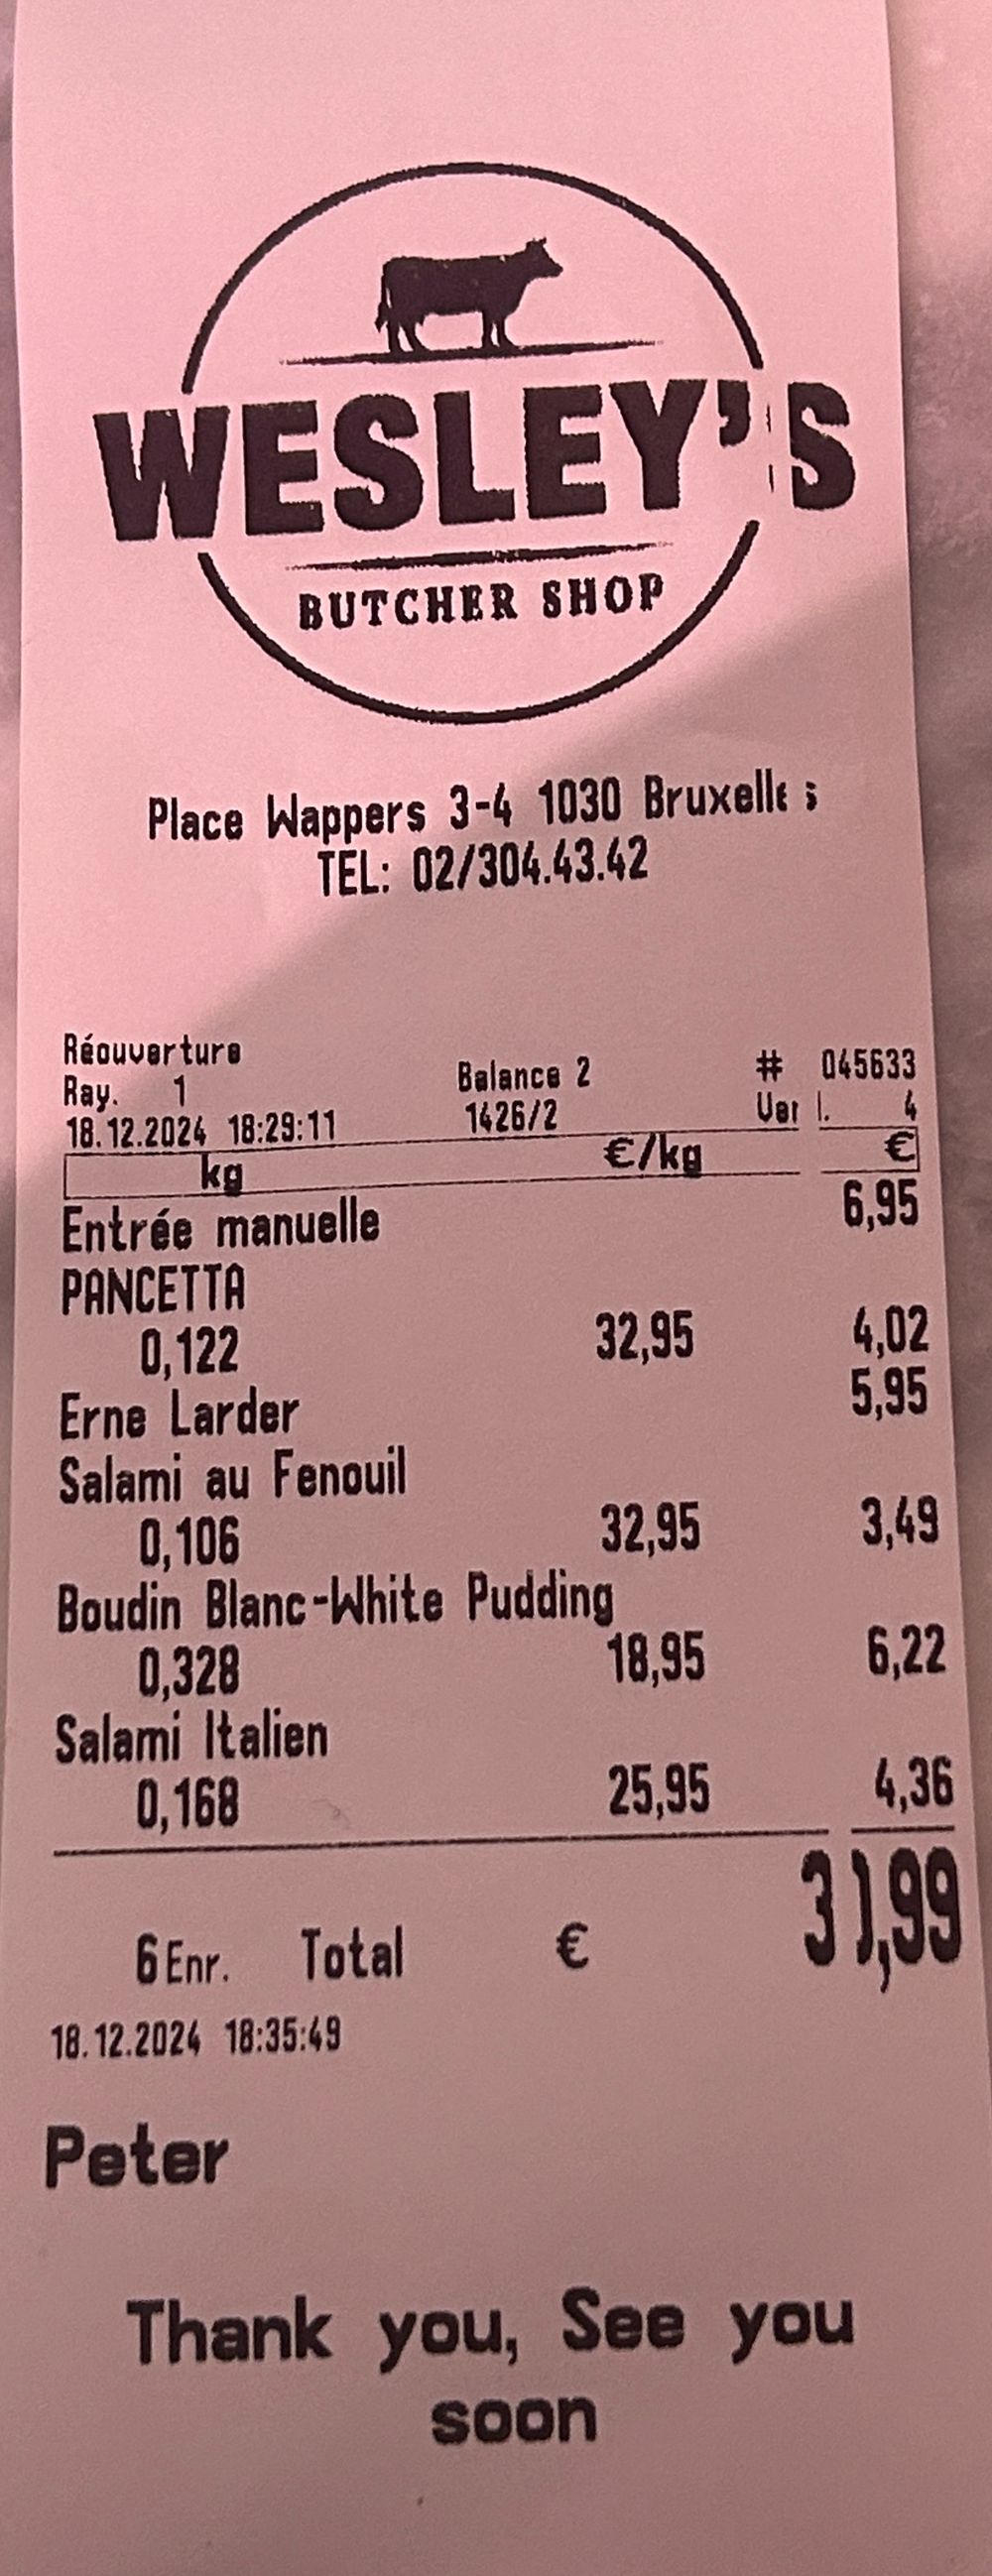 WESLEY'S
BUTCHER SHOP
Place Wappers 3-4 1030 Bruxelles
TEL: 02/304.43.42
Réouverture
Ray. 1 Balance 2 # 045633
18.12.2024 18:29:11 1426/2 4
kg €/kg €
Entrée manuelle 6,95
PANCETTA
0,122 32,95 4,02
Erne Larder 5,95
Salami au Fenouil
0,106 32,95 3,49
Boudin Blanc-White Pudding
0,328 18,95 6,22
Salami Italien
0,168 25,95 4,36
6 Enr. Total € 30,99
18.12.2024 18:35:49
Peter
Thank you, See you
soon